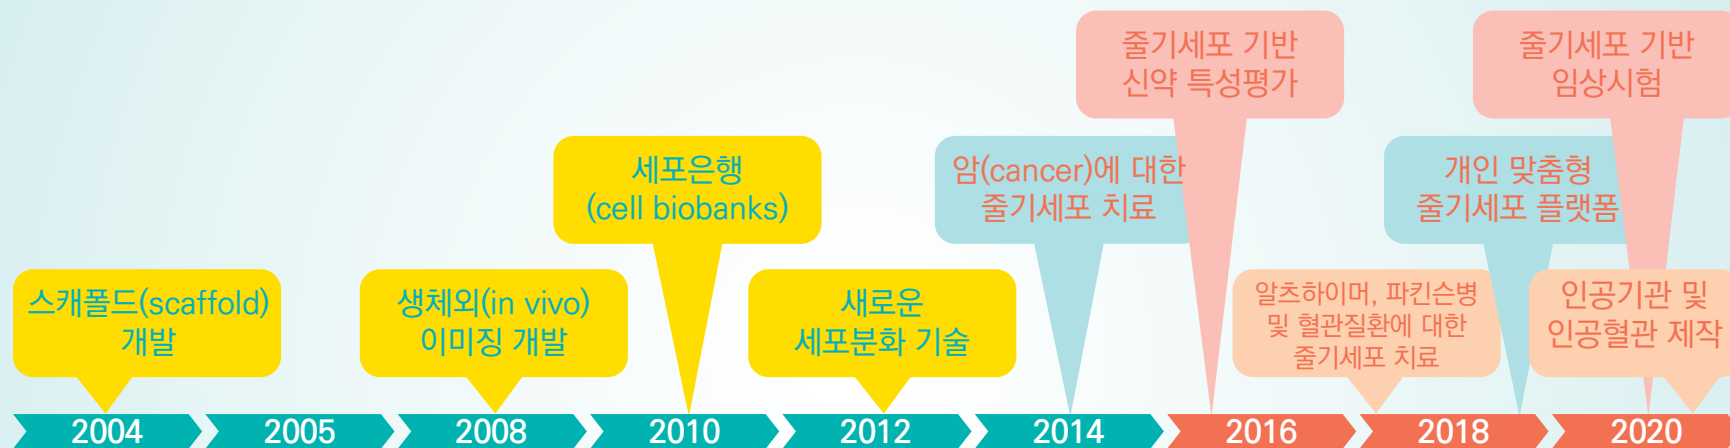 스캐폴드(scaffold)
개발
생체외(in vivo)
이미징 개발
세포은행
(cell biobanks)
새로운
세포분화 기술
암(cancer)에 대한
줄기세포 치료
줄기세포 기반
신약 특성평가
알츠하이머, 파킨슨병
및 혈관질환에 대한
줄기세포 치료
개인 맞춤형
줄기세포 플랫폼
줄기세포 기반
임상시험
인공기관 및
인공혈관 제작
2004
2005
2008
2010
2012
2014
2016
2018
2020